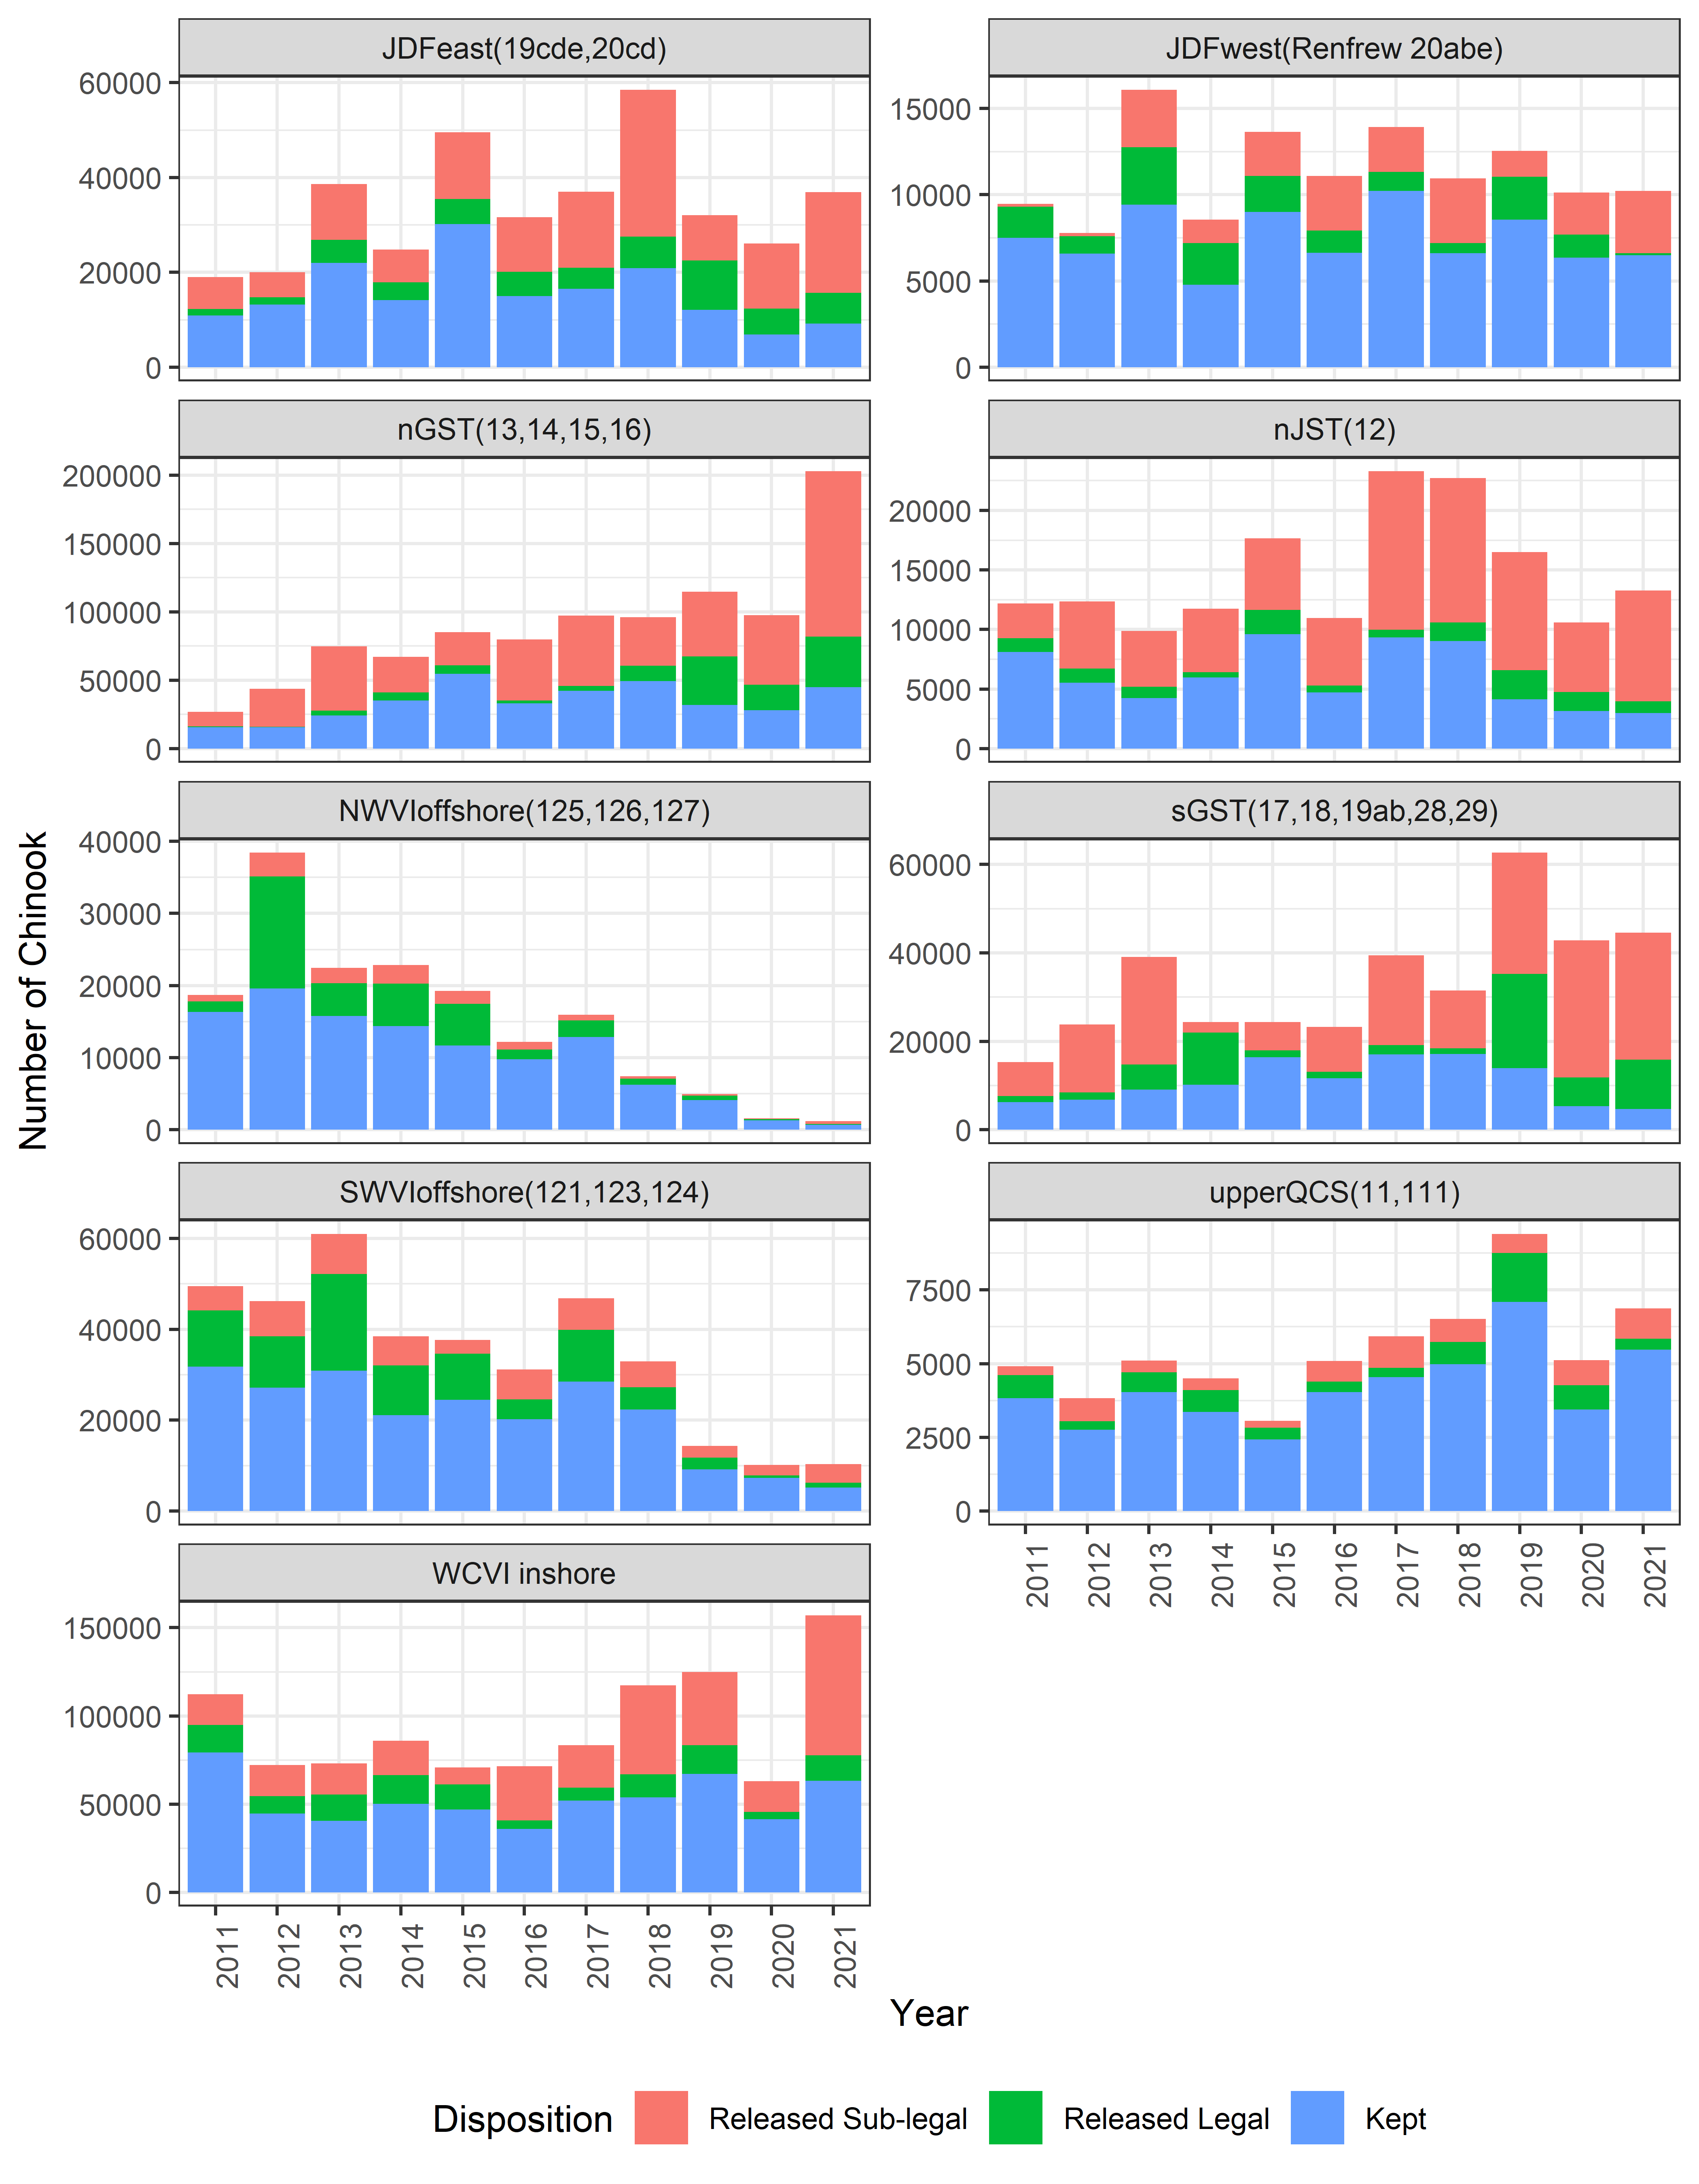 JDFeast(19cde,20cd)
60000
40000
20000
0
JDFwest(Renfrew 20abe)
15000
10000
5000
0
nGST(13,14,15,16)
200000
150000
100000
50000
0
nJST(12)
20000
15000
10000
5000
0
NWVIoffshore(125,126,127)
40000
30000
20000
10000
0
sGST(17,18,19ab,28,29)
60000
40000
20000
0
SWVIoffshore(121,123,124)
60000
40000
20000
0
upperQCS(11,111)
7500
5000
2500
0
2011 2012 2013 2014 2015 2016 2017 2018 2019 2020 2021
WCVI inshore
150000
100000
50000
0
2011 2012 2013 2014 2015 2016 2017 2018 2019 2020 2021
Number of Chinook
Year
Disposition Released Sub-legal Released Legal Kept